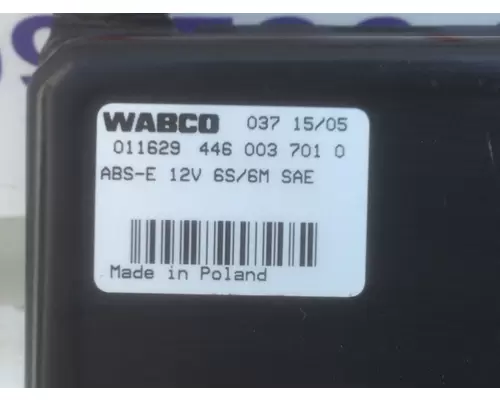 WABCO 037 15/05
011629 446 003 701 0
ABS-E 12V 6S/6M SAE
Made in Poland